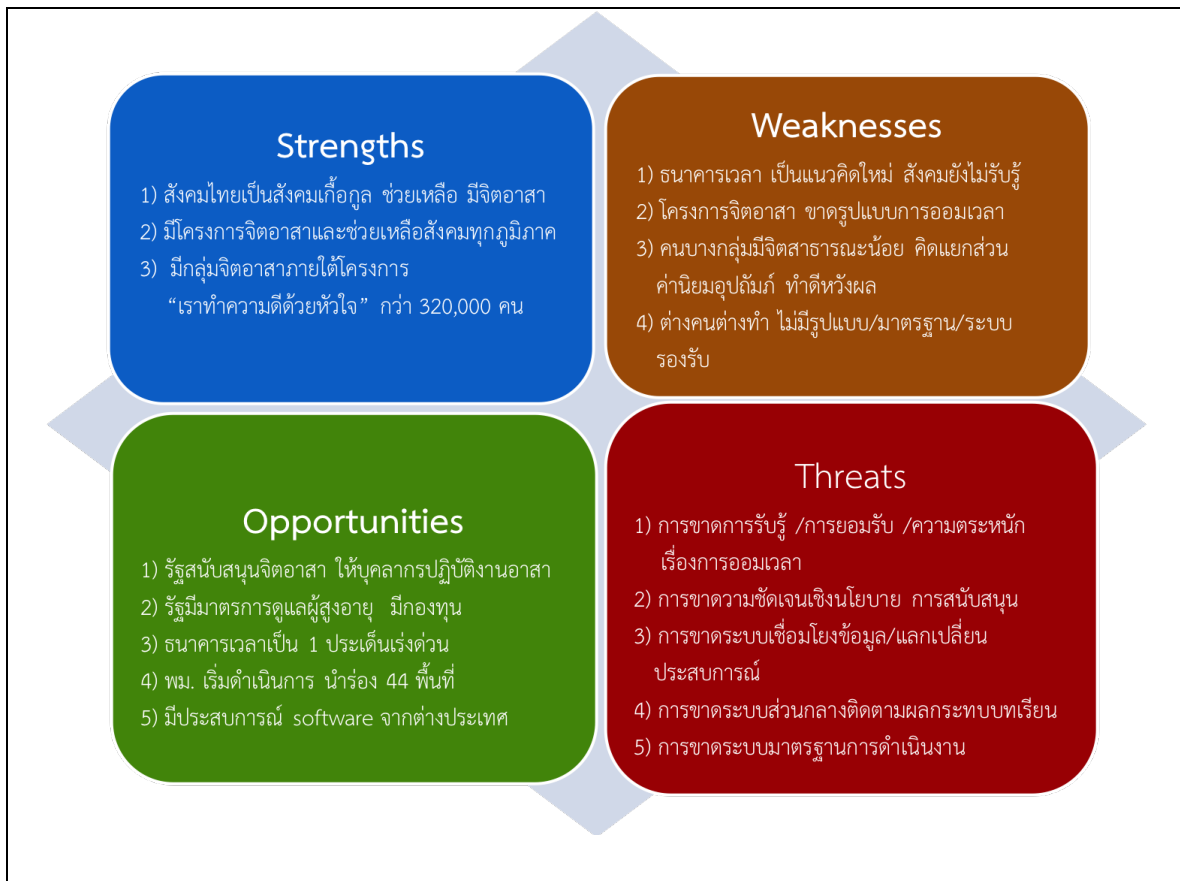 Strengths
1) สังคมไทยเป็นสังคมเกื้อกูล ช่วยเหลือ มีจิตอาสา
2) มีโครงการจิตอาสาและช่วยเหลือสังคมทุกภูมิภาค
3) มีกลุ่มจิตอาสาภายใต้โครงการ
“เราทำความดีด้วยหัวใจ” กว่า 320,000 คน
Weaknesses
1) ธนาคารเวลา เป็นแนวคิดใหม่ สังคมยังไม่รับรู้
2) โครงการจิตอาสา ขาดรูปแบบการออมเวลา
3) คนบางกลุ่มมีจิตสาธารณะน้อย คิดแยกส่วน
ค่านิยมอุปถัมภ์ ทำดีหวังผล
4) ต่างคนต่างทำ ไม่มีรูปแบบ/มาตรฐาน/ระบบ
รองรับ
Opportunities
1) รัฐสนับสนุนจิตอาสา ให้บุคลากรปฏิบัติงานอาสา
2) รัฐมีมาตรการดูแลผู้สูงอายุ มีกองทุน
3) ธนาคารเวลาเป็น 1 ประเด็นเร่งด่วน
4) พม. เริ่มดำเนินการ นำร่อง 44 พื้นที่
5) มีประสบการณ์ software จากต่างประเทศ
Threats
1) การขาดการรับรู้ /การยอมรับ /ความตระหนัก
เรื่องการออมเวลา
2) การขาดวามชัดเจนเชิงนโยบาย การสนับสนุน
3) การขาดระบบเชื่อมโยงข้อมูล/แลกเปลี่ยน
ประสบการณ์
4) การขาดระบบส่วนกลางติดตามผลกระทบบทเรียน
5) การขาดระบบมาตรฐานการดำเนินงาน